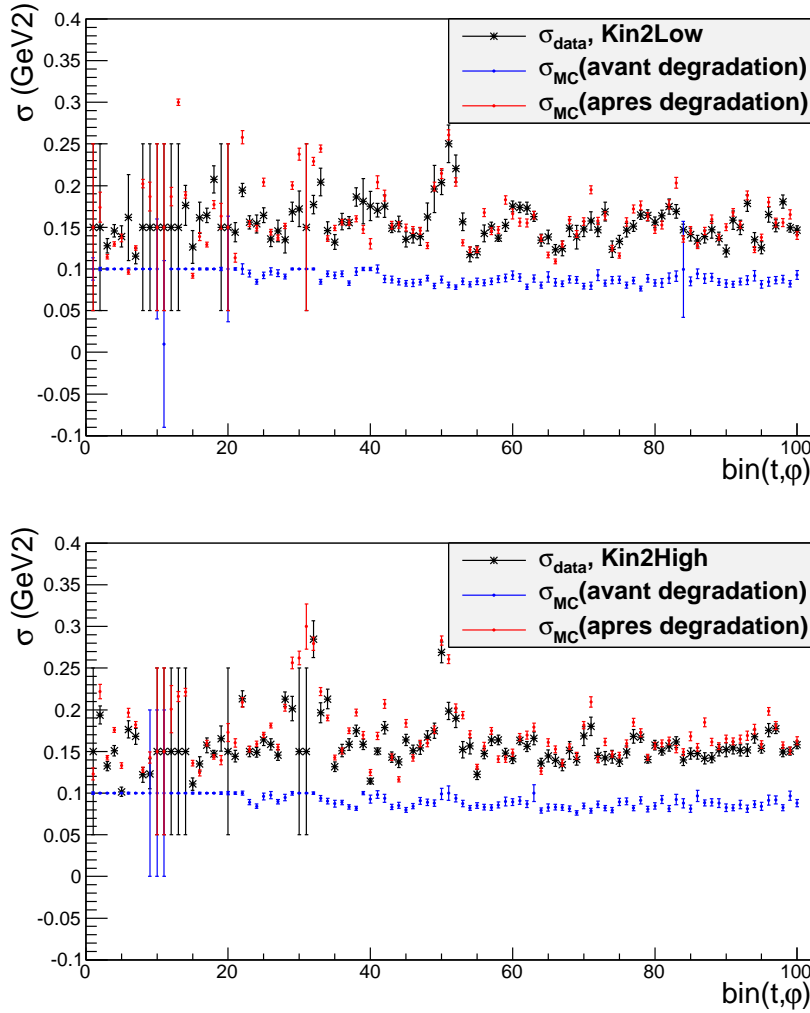 σ (GeV2)
0.4
0.35
0.3
0.25
0.2
0.15
0.1
0.05
0
-0.05
-0.1
σdata, Kin2Low
σMC(avant degradation)
σMC(apres degradation)
0 20 40 60 80 100
bin(t,φ)
σ (GeV2)
0.4
0.35
0.3
0.25
0.2
0.15
0.1
0.05
0
-0.05
-0.1
σdata, Kin2High
σMC(avant degradation)
σMC(apres degradation)
0 20 40 60 80 100
bin(t,φ)